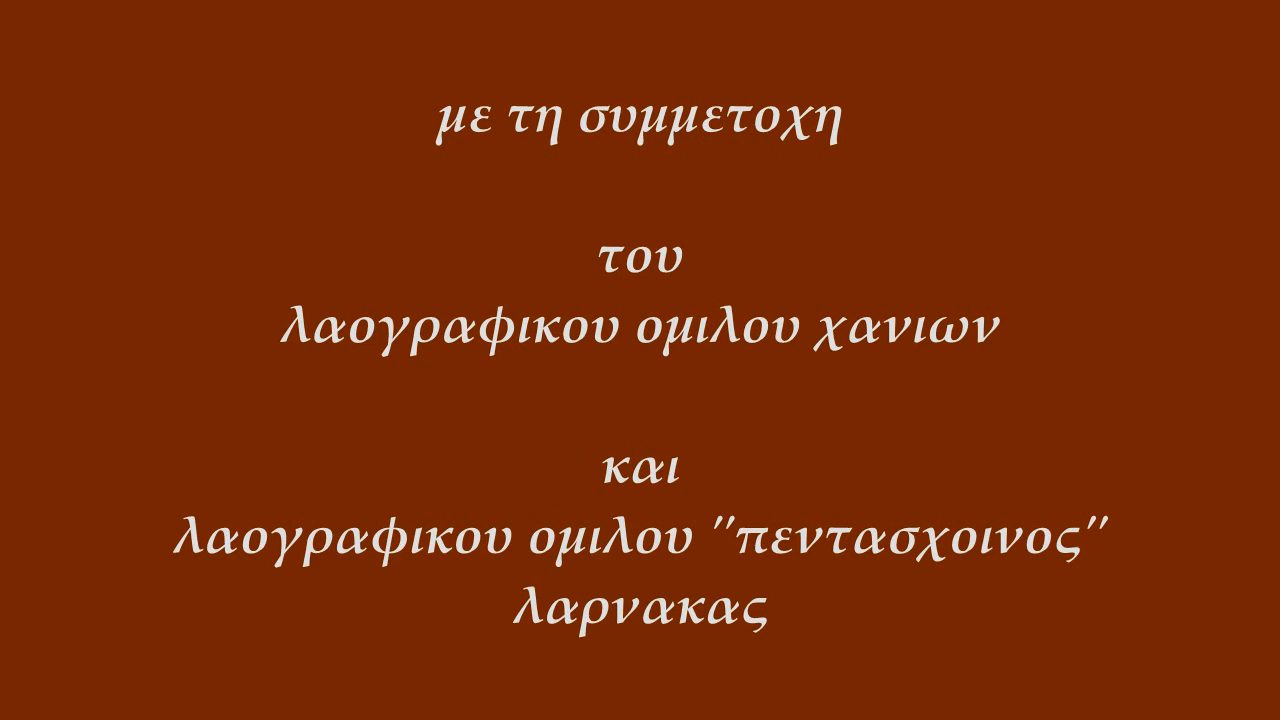 με τη συμμετοχη
του
λαογραφικου ομιλου χανιων
και
λαογραφικου ομιλου "πεντασχοινος"
λαρνακας